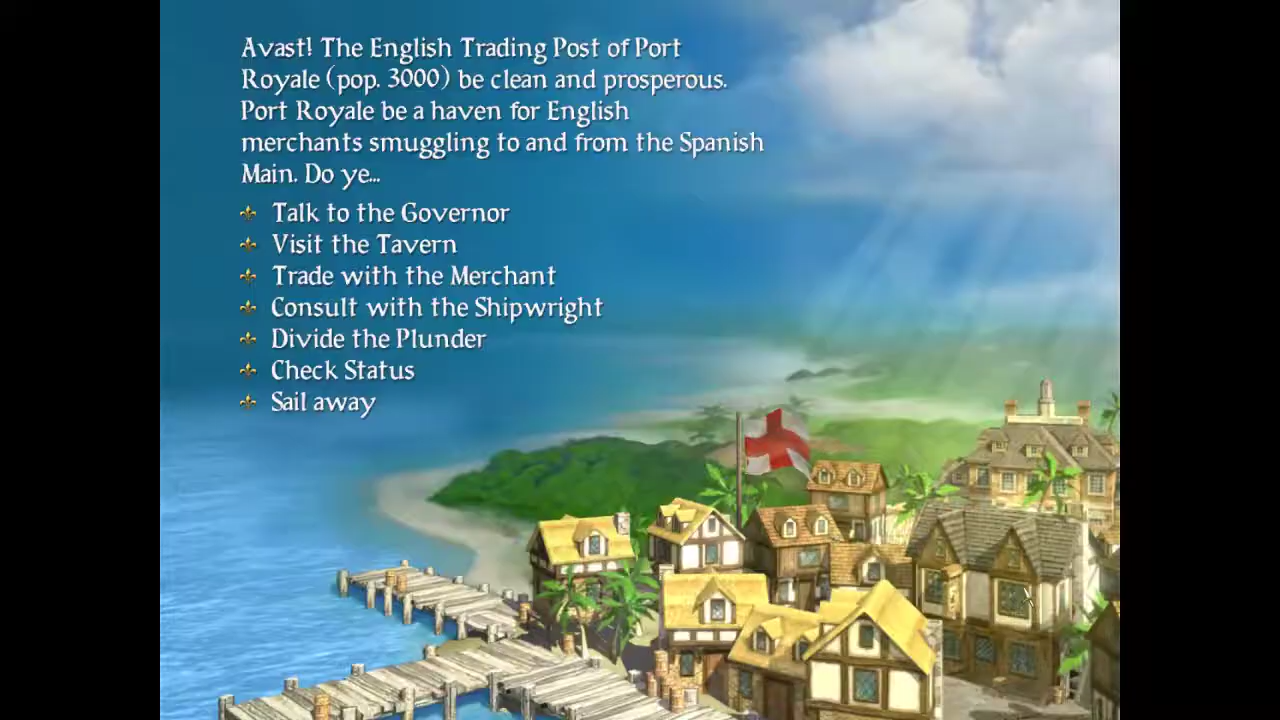 Avast! The English Trading Post of Port
Royale (pop. 3000) be clean and prosperous.
Port Royale be a haven for English
merchants smuggling to and from the Spanish
Main. Do ye...
Talk to the Governor
Visit the Tavern
Trade with the Merchant
Consult with the Shipwright
Divide the Plunder
Check Status
Sail away